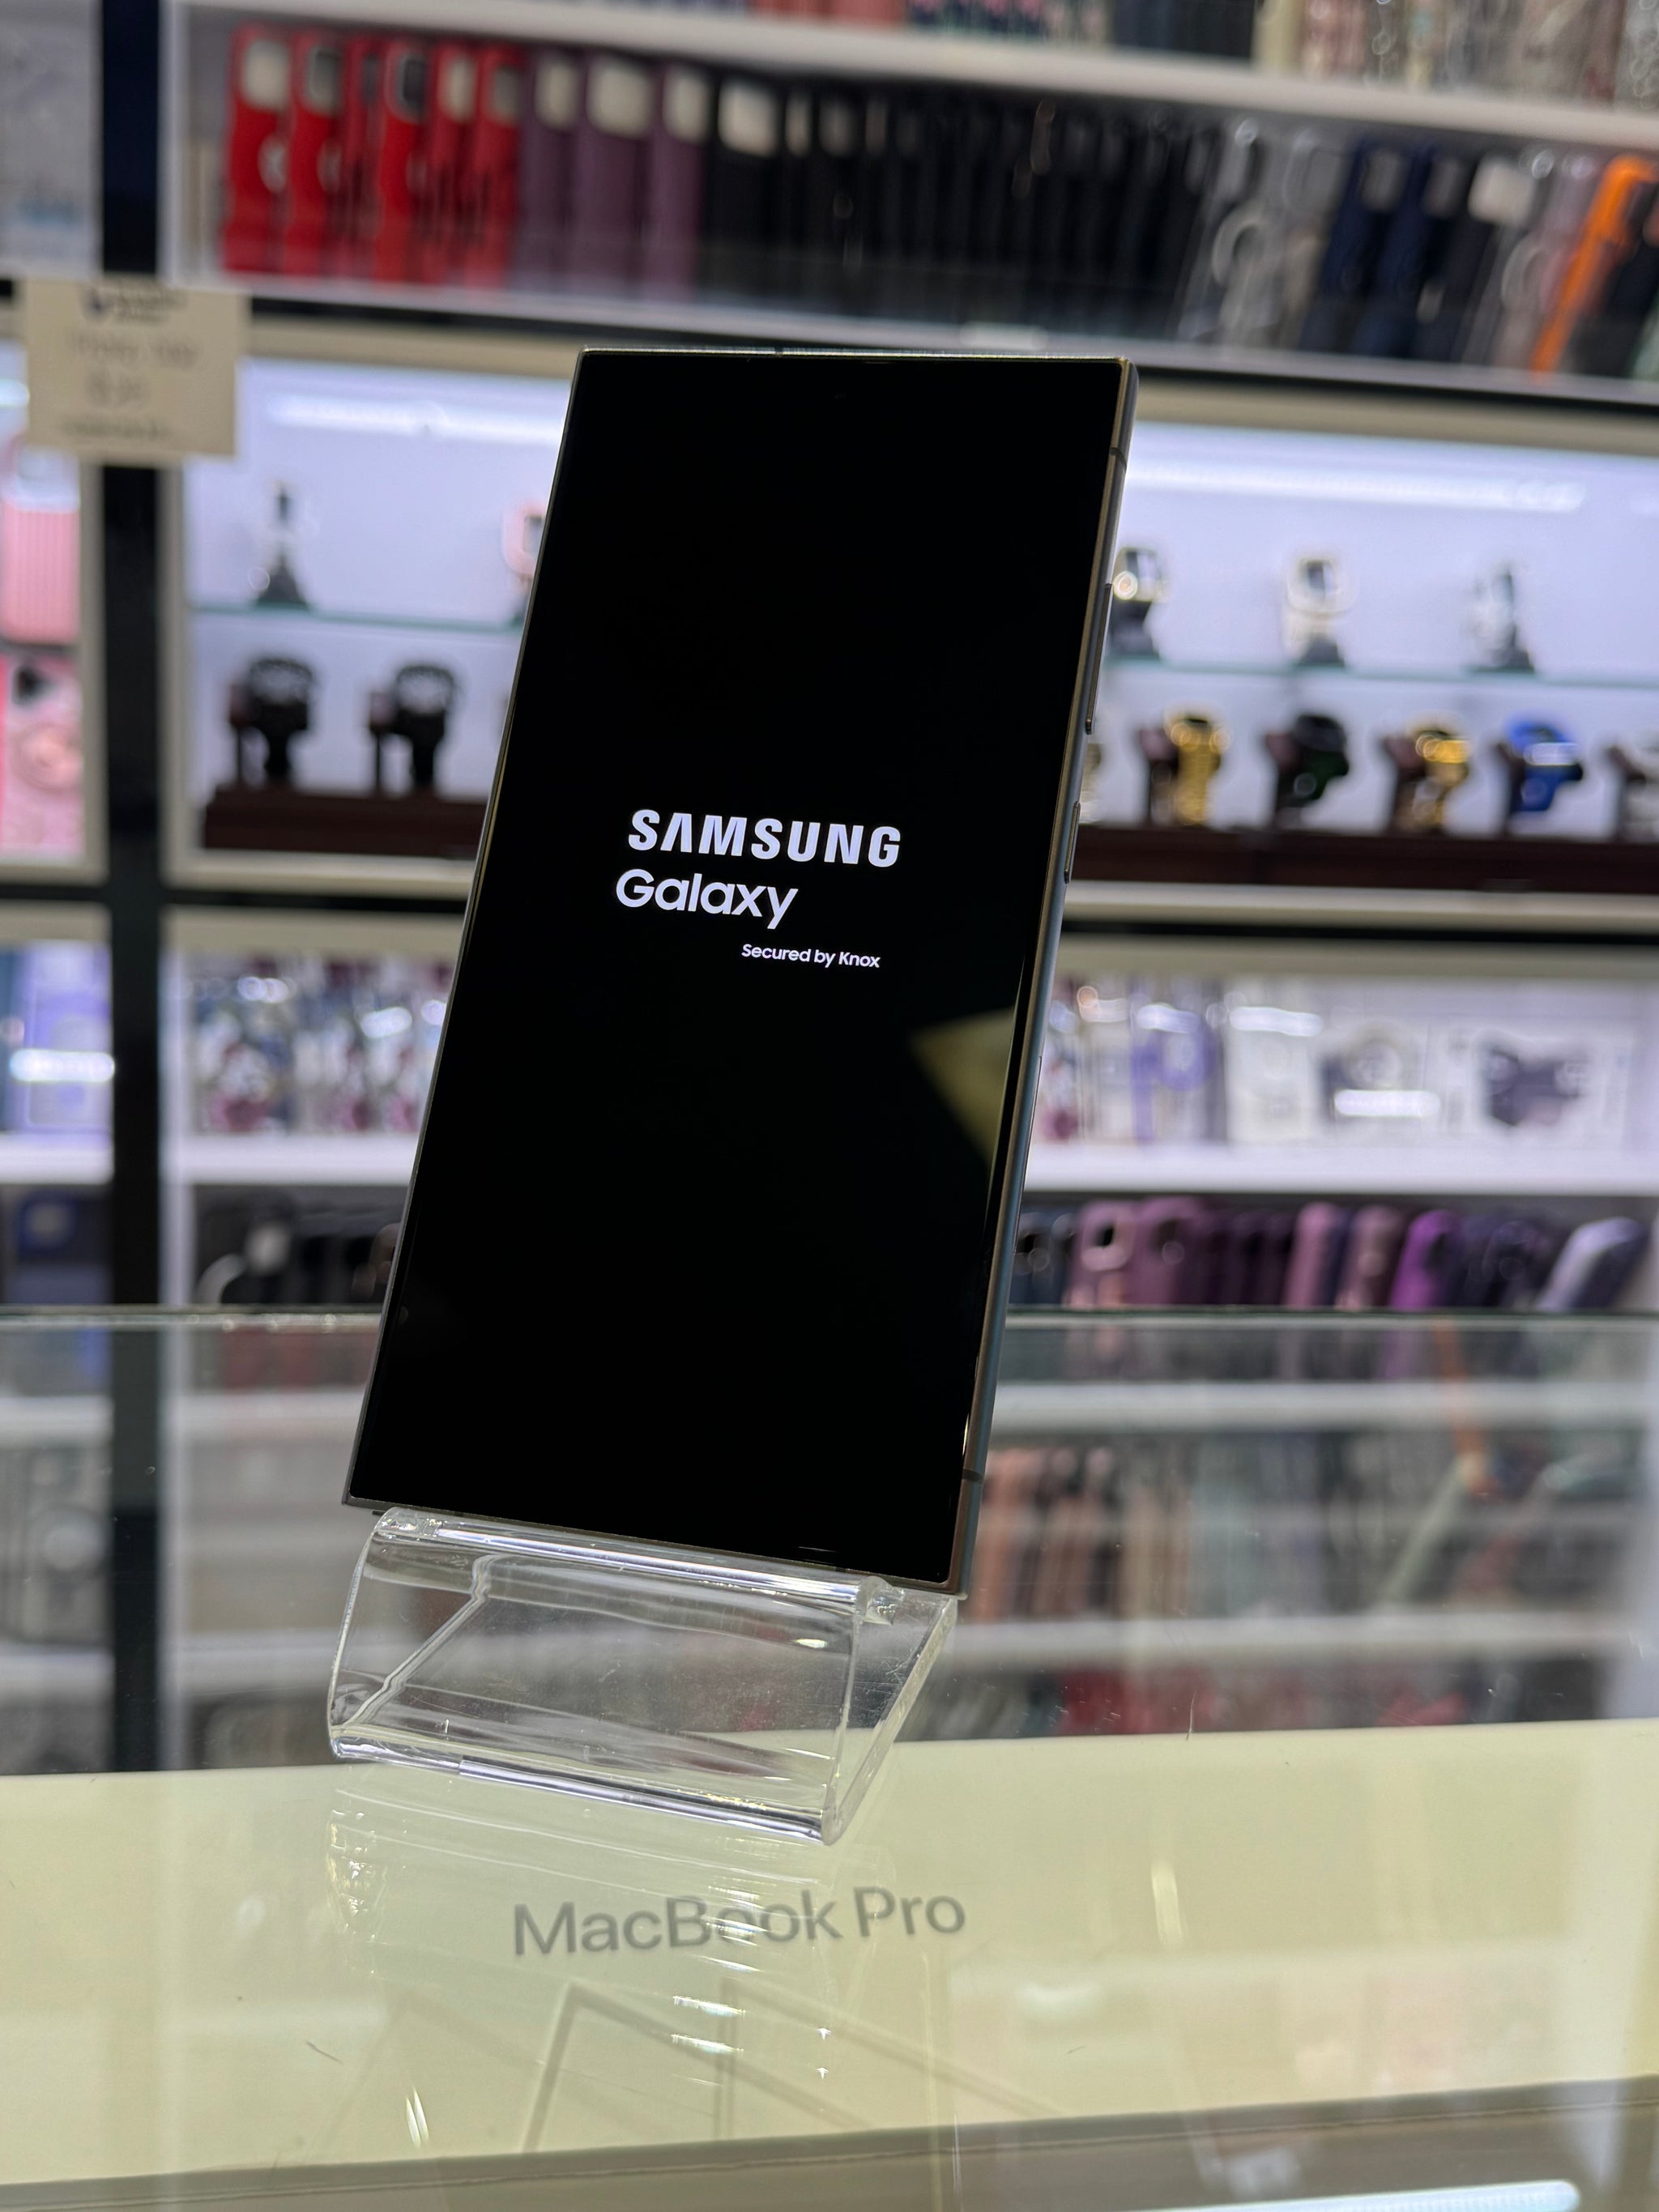 SAMSUNG
Galaxy
Secured by Knox
MacBook Pro